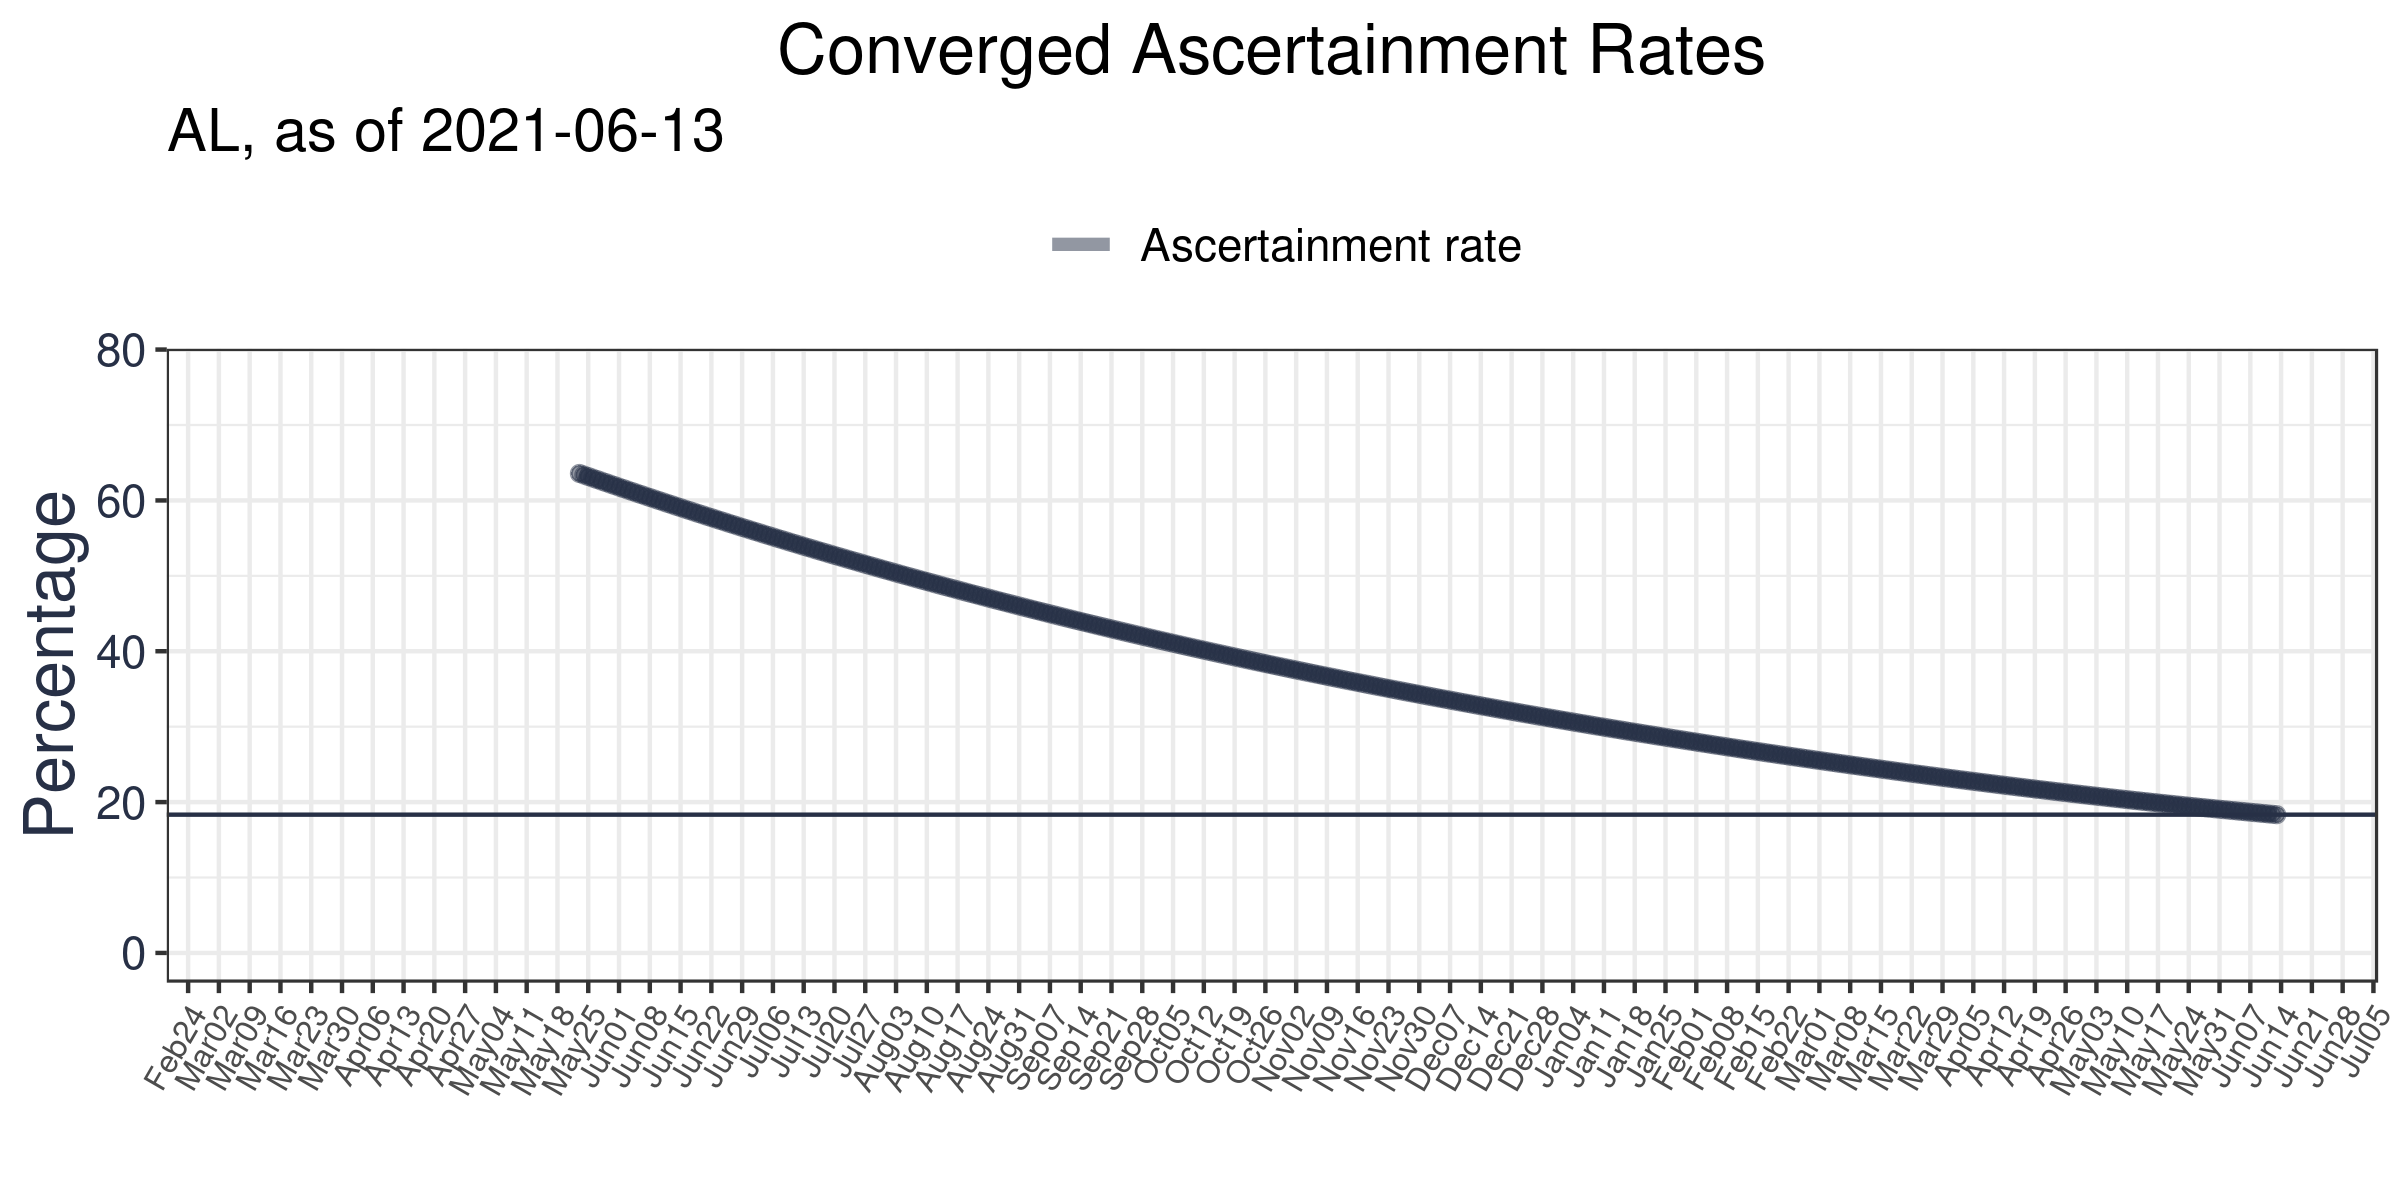 Converged Ascertainment Rates
AL, as of 2021-06-13
Ascertainment rate
Percentage
80
60
40
20
0
Feb24
Mar02
Mar09
Mar16
Mar23
Mar30
Apr06
Apr13
Apr20
Apr27
May04
May11
May18
May25
Jun01
Jun08
Jun15
Jun22
Jun29
Jul06
Jul13
Jul20
Jul27
Aug03
Aug10
Aug17
Aug24
Aug31
Sep07
Sep14
Sep21
Sep28
Oct05
Oct12
Oct19
Oct26
Nov02
Nov09
Nov16
Nov23
Nov30
Dec07
Dec14
Dec21
Dec28
Jan04
Jan11
Jan18
Jan25
Feb01
Feb08
Feb15
Feb22
Mar01
Mar08
Mar15
Mar22
Mar29
Apr05
Apr12
Apr19
Apr26
May03
May10
May17
May24
May31
Jun07
Jun14
Jun21
Jun28
Jul05